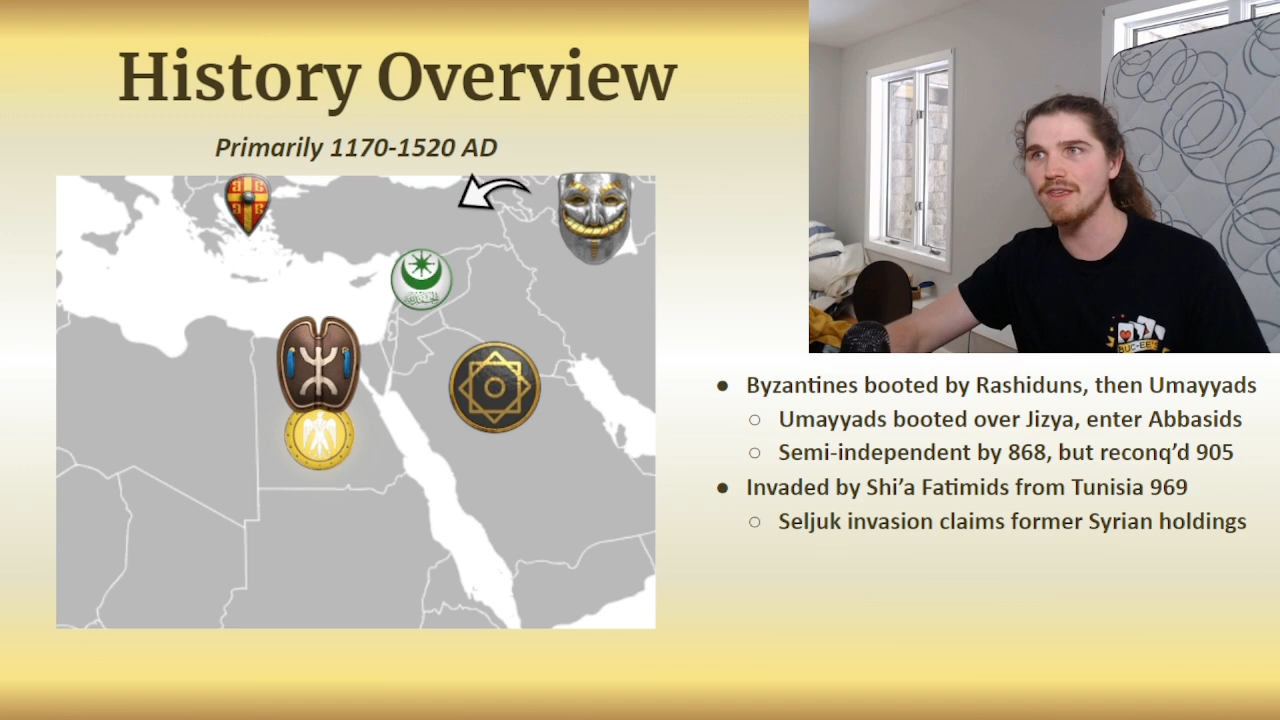 History Overview
Primarily 1170-1520 AD
Byzantines booted by Rashiduns, then Umayyads
Umayyads booted over Jizya, enter Abbasids
Semi-independent by 868, but reconq’d 905
Invaded by Shi’a Fatimids from Tunisia 969
Seljuk invasion claims former Syrian holdings
BUC-EE'S